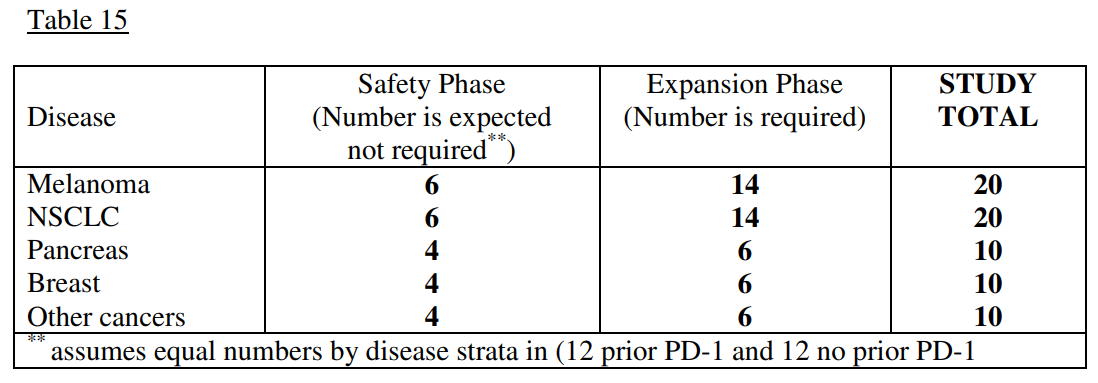 Table 15
Disease
Safety Phase
(Number is expected
not required**)
Expansion Phase
(Number is required)
STUDY
TOTAL
Melanoma 6 14 20
NSCLC 6 14 20
Pancreas 4 6 10
Breast 4 6 10
Other cancers 4 6 10
** assumes equal numbers by disease strata in (12 prior PD-1 and 12 no prior PD-1